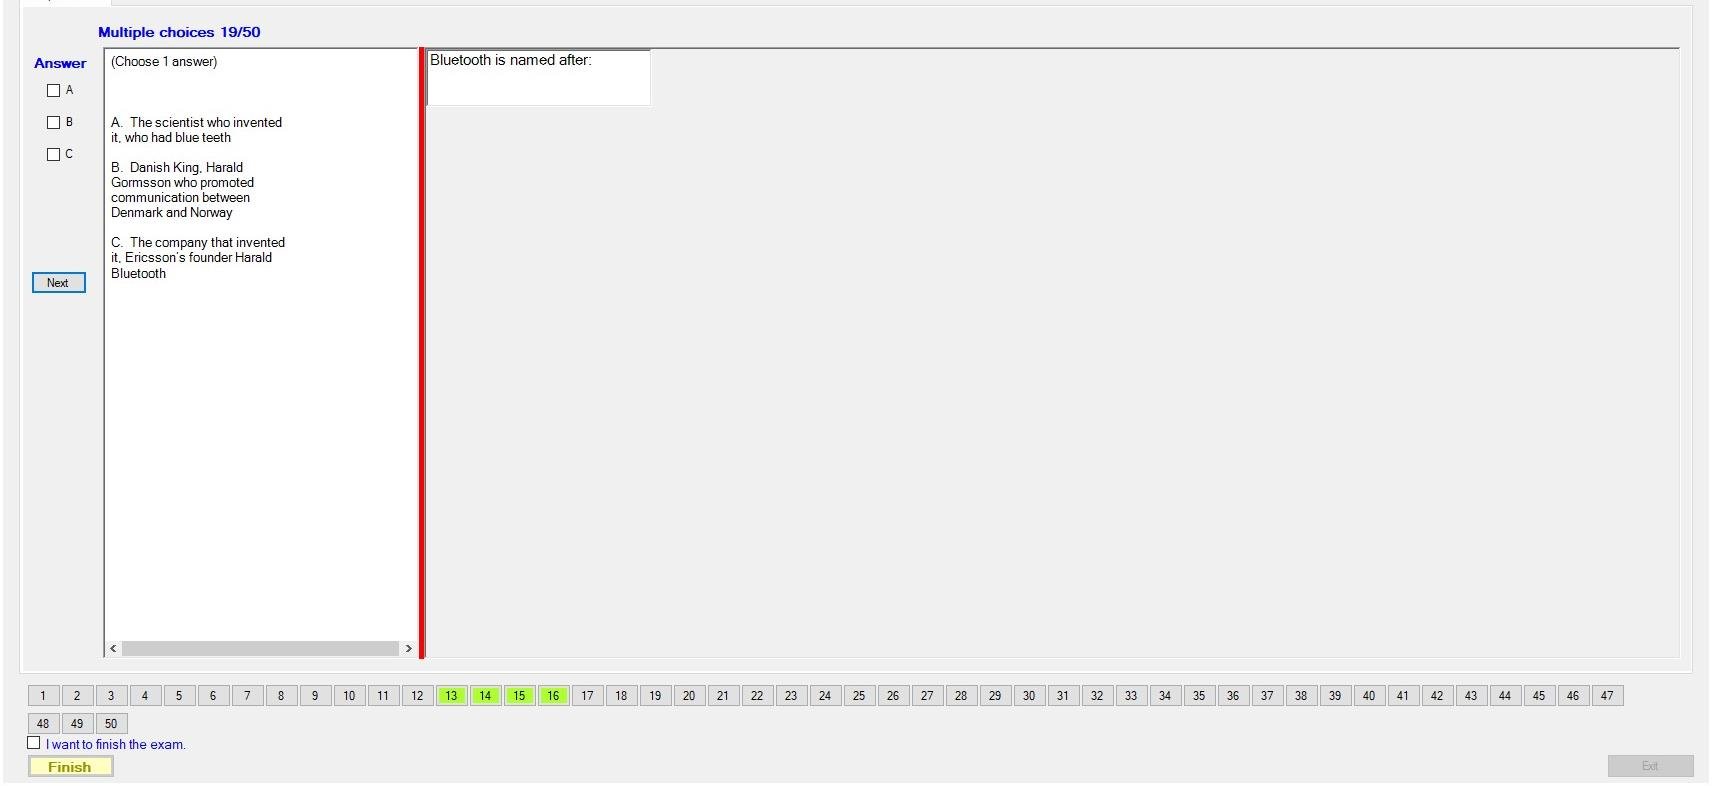 Multiple choices 19/50
Answer
A
B
C
Next
(Choose 1 answer)
A. The scientist who invented
it, who had blue teeth
B. Danish King, Harald
Gormsson who promoted
communication between
Denmark and Norway
C. The company that invented
it, Ericsson's founder Harald
Bluetooth
Bluetooth is named after:
1 2 3 4 5 6 7 8 9 10 11 12 13 14 15 16 17 18 19 20 21 22 23 24 25 26 27 28 29 30 31 32 33 34 35 36 37 38 39 40 41 42 43 44 45 46 47
48 49 50
I want to finish the exam.
Finish
Exit